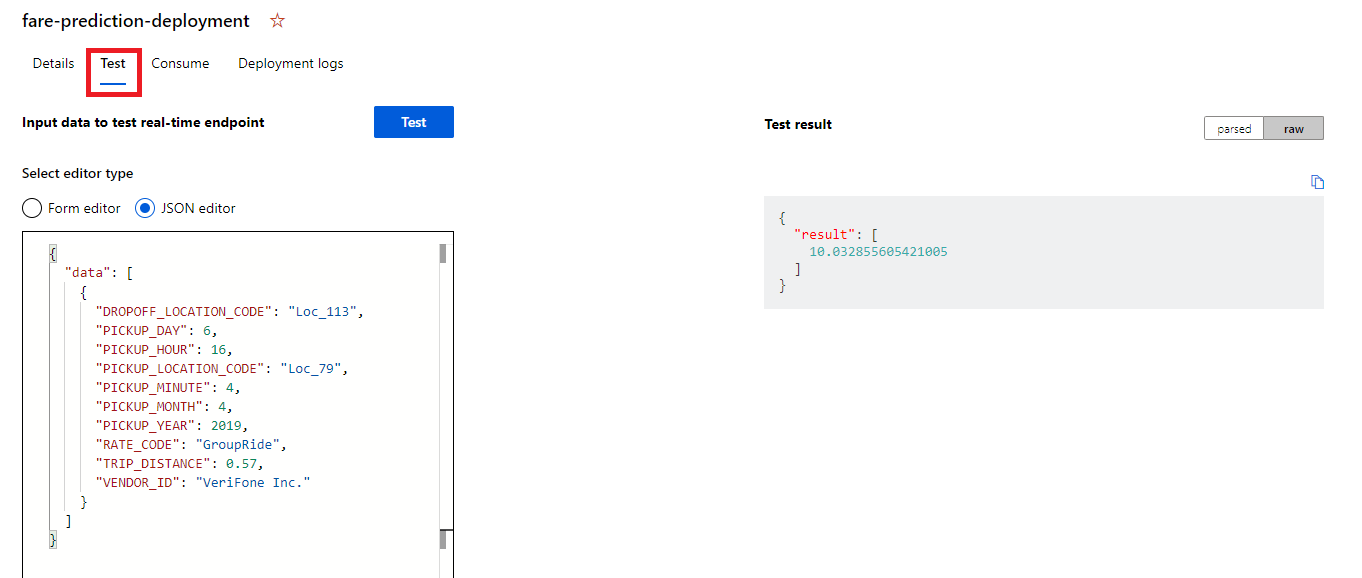 fare-prediction-deployment
Details Test Consume Deployment logs
Input data to test real-time endpoint Test
Select editor type
Form editor JSON editor
{
"data": [
{
"DROPOFF_LOCATION_CODE": "Loc_113",
"PICKUP_DAY": 6,
"PICKUP_HOUR": 16,
"PICKUP_LOCATION_CODE": "Loc_79",
"PICKUP_MINUTE": 4,
"PICKUP_MONTH": 4,
"PICKUP_YEAR": 2019,
"RATE_CODE": "GroupRide",
"TRIP_DISTANCE": 0.57,
"VENDOR_ID": "VeriFone Inc."
}
]
}
Test result parsed raw
{
"result": [
10.032855605421005
]
}